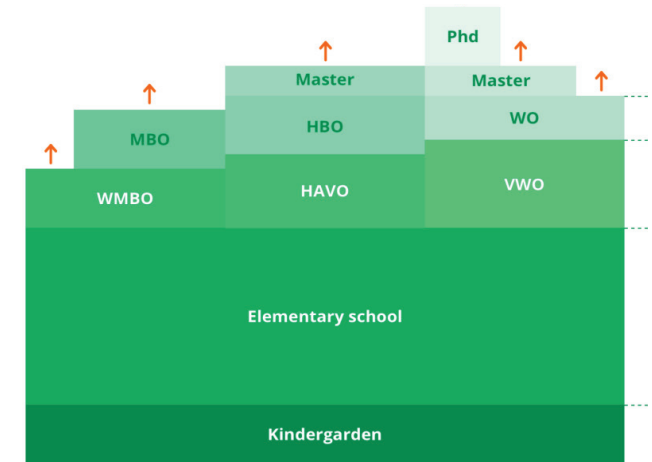 Phd
Master
Master
HBO
WO
MBO
WMBO
HAVO
VWO
Elementary school
Kindergarden